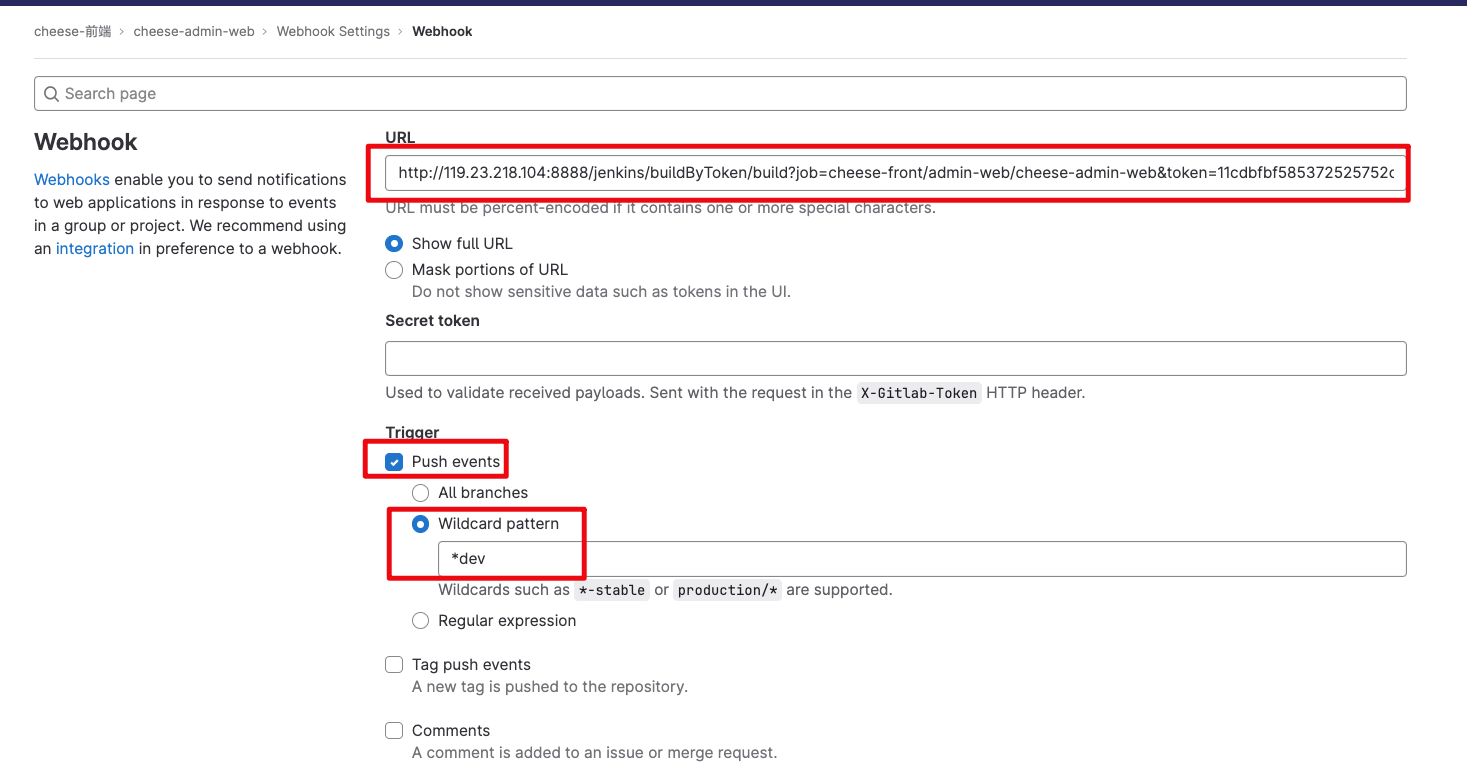 cheese-前端 › cheese-admin-web › Webhook Settings › Webhook
Search page
Webhook
Webhooks enable you to send notifications
to web applications in response to events
in a group or project. We recommend using
an integration in preference to a webhook.
URL
http://119.23.218.104:8888/jenkins/buildByToken/build?job=cheese-front/admin-web/cheese-admin-web&token=11cdbfbf585372525752c
URL must be percent-encoded if it contains one or more special characters.
Show full URL
Mask portions of URL
Do not show sensitive data such as tokens in the UI.
Secret token
Used to validate received payloads. Sent with the request in the X-Gitlab-Token HTTP header.
Trigger
Push events
All branches
Wildcard pattern
*dev
Wildcards such as *-stable or production/* are supported.
Regular expression
Tag push events
A new tag is pushed to the repository.
Comments
A comment is added to an issue or merge request.